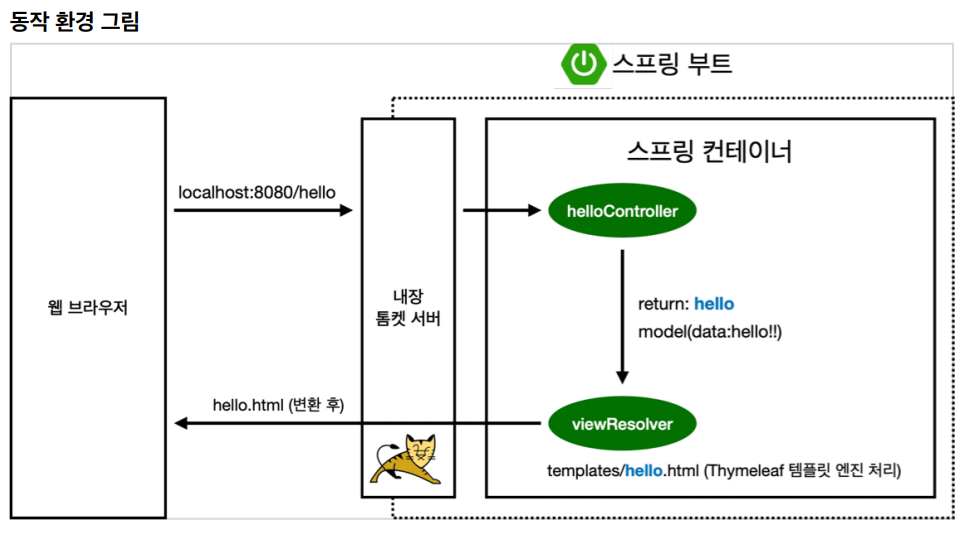 동작 환경 그림
스프링 부트
스프링 컨테이너
localhost:8080/hello
helloController
웹 브라우저
내장
톰켓 서버
return: hello
model(data:hello!!)
hello.html (변환 후)
viewResolver
templates/hello.html (Thymeleaf 템플릿 엔진 처리)